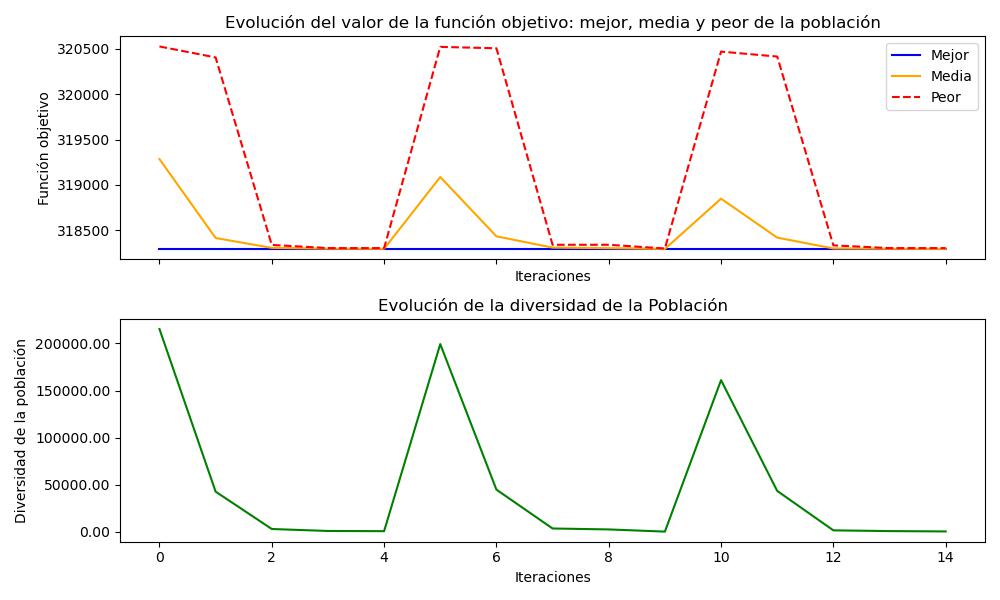 Evolución del valor de la función objetivo: mejor, media y peor de la población
320500
320000
319500
319000
318500
Función objetivo
Mejor
Media
Peor
Iteraciones
Evolución de la diversidad de la Población
200000.00
150000.00
100000.00
50000.00
0.00
Diversidad de la población
0 2 4 6 8 10 12 14
Iteraciones